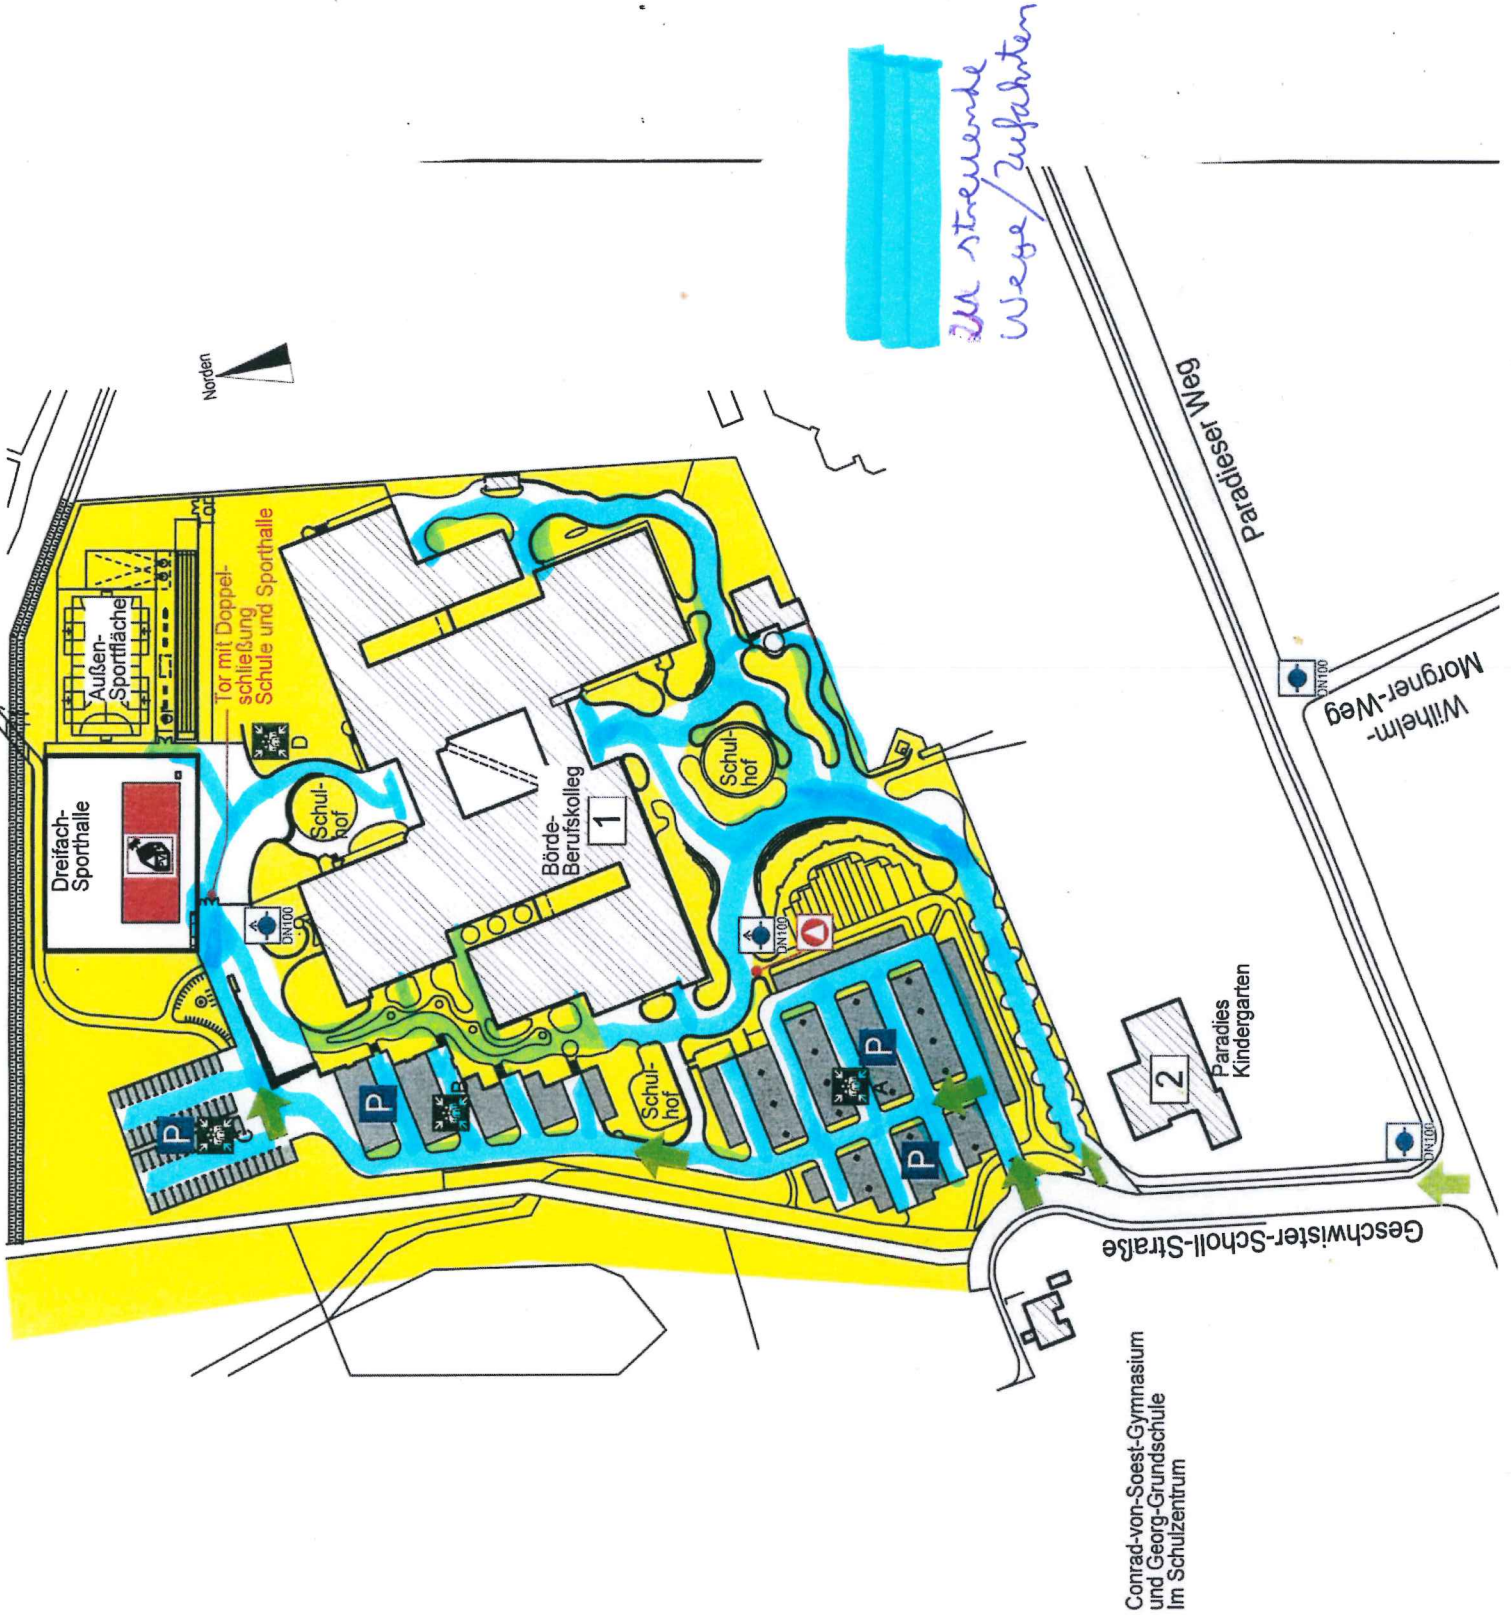 zu streuende
Wege/Zufahrten
Norden
Außen-
Sportfläche
Tor mit Doppel-
schließung
Schule und Sporthalle
Dreifach-
Sporthalle
D
Schul-
hof
DN100
Börde-
Berufskolleg
1
Schul-
hof
DN100
P
C
P
B
Schul-
hof
P
A
P
Paradieser Weg
DN100
Wilhelm-
Morgner-Weg
Paradies
Kindergarten
2
DN100
Geschwister-Scholl-Straße
Conrad-von-Soest-Gymnasium
und Georg-Grundschule
Im Schulzentrum